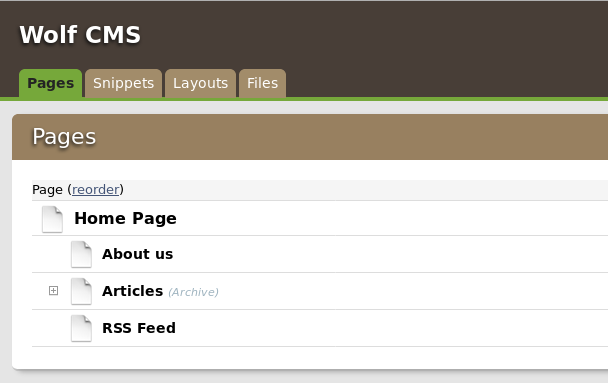 Wolf CMS
Pages Snippets Layouts Files
Pages
Page (reorder)
Home Page
About us
Articles (Archive)
RSS Feed